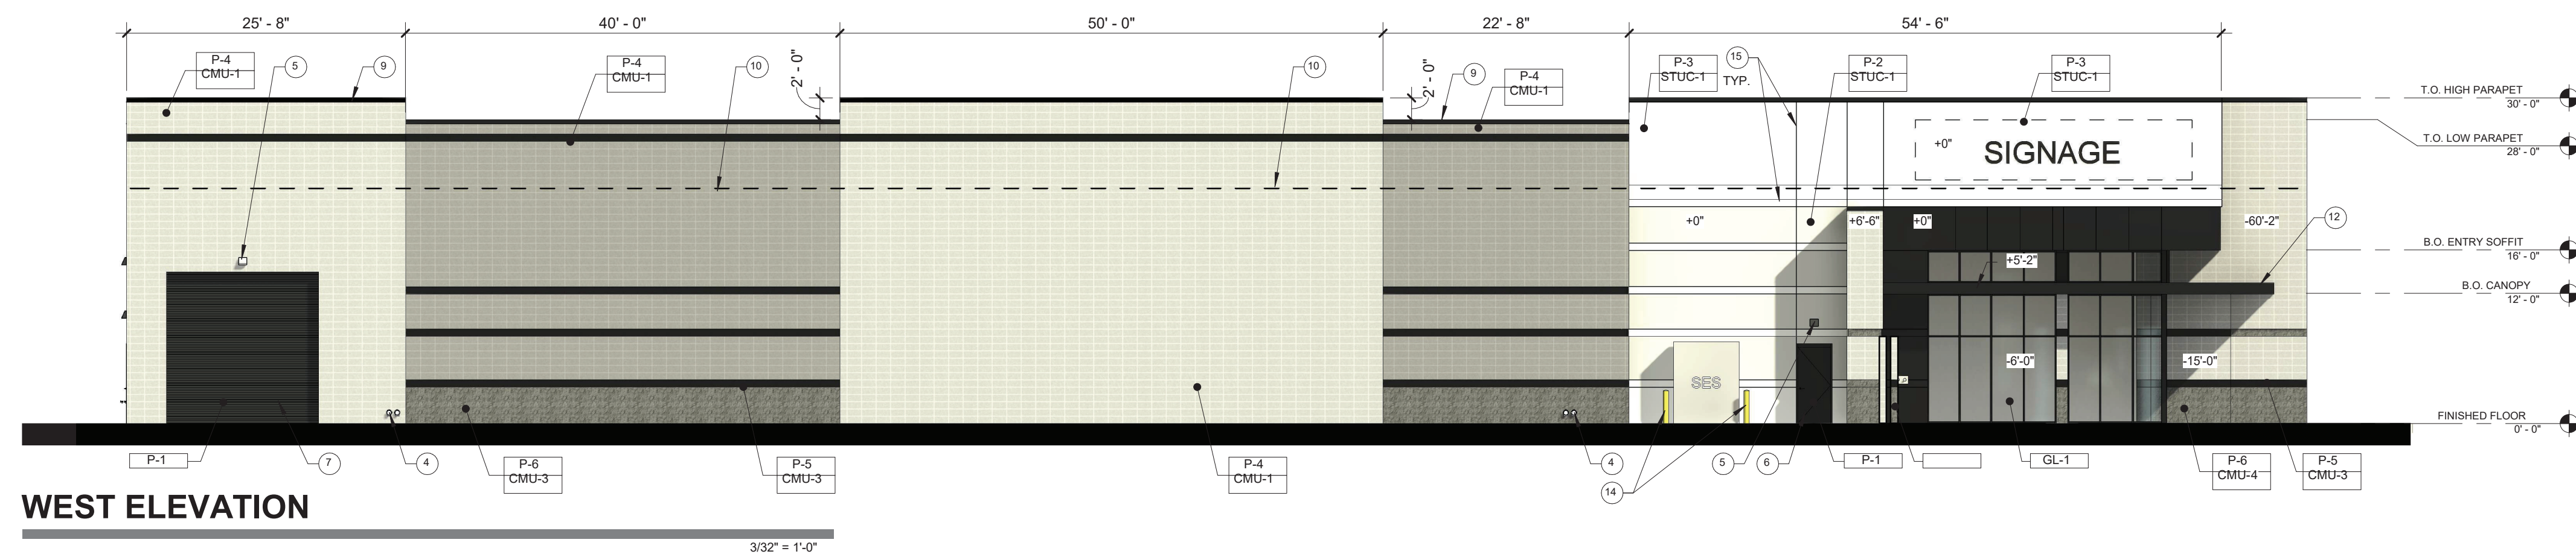 25' - 8"
40' - 0"
50' - 0"
22' - 8"
54' - 6"
P-4
CMU-1
5
9
P-4
CMU-1
10
2' - 0"
10
2' - 0"
9
P-4
CMU-1
P-3
STUC-1
15
TYP.
P-2
STUC-1
P-3
STUC-1
T.O. HIGH PARAPET
30' - 0"
T.O. LOW PARAPET
28' - 0"
+0"
SIGNAGE
+0"
+6'-6"
+0"
-60'-2"
12
B.O. ENTRY SOFFIT
16' - 0"
+5'-2"
B.O. CANOPY
12' - 0"
-6'-0"
-15'-0"
SES
FINISHED FLOOR
0' - 0"
P-1
7
4
P-6
CMU-3
P-5
CMU-3
P-4
CMU-1
4
14
5
6
P-1
GL-1
P-6
CMU-4
P-5
CMU-3
WEST ELEVATION
3/32" = 1'-0"